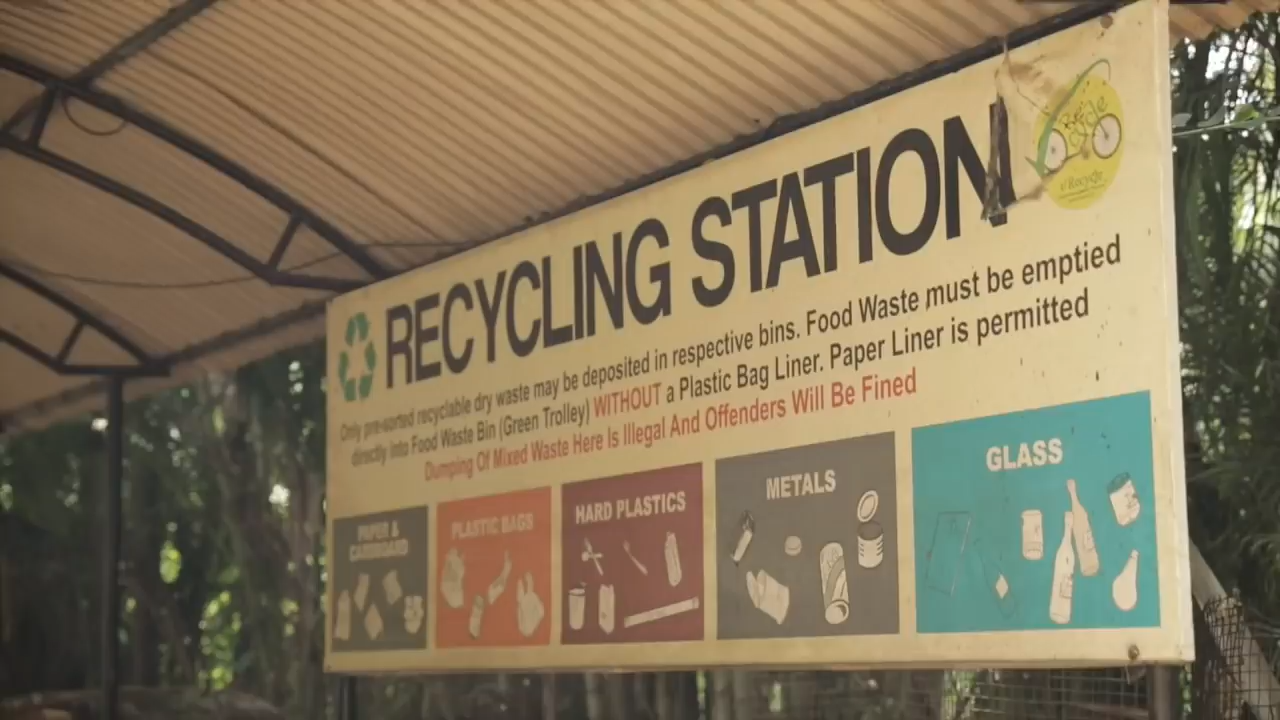 RECYCLING STATION
Only pre-sorted recyclable dry waste may be deposited in respective bins. Food Waste must be emptied
directly into Food Waste Bin (Green Trolley) WITHOUT a Plastic Bag Liner. Paper Liner is permitted
Dumping Of Mixed Waste Here Is Illegal And Offenders Will Be Fined
PAPER &
CARDBOARD
PLASTIC BAGS
HARD PLASTICS
METALS
GLASS